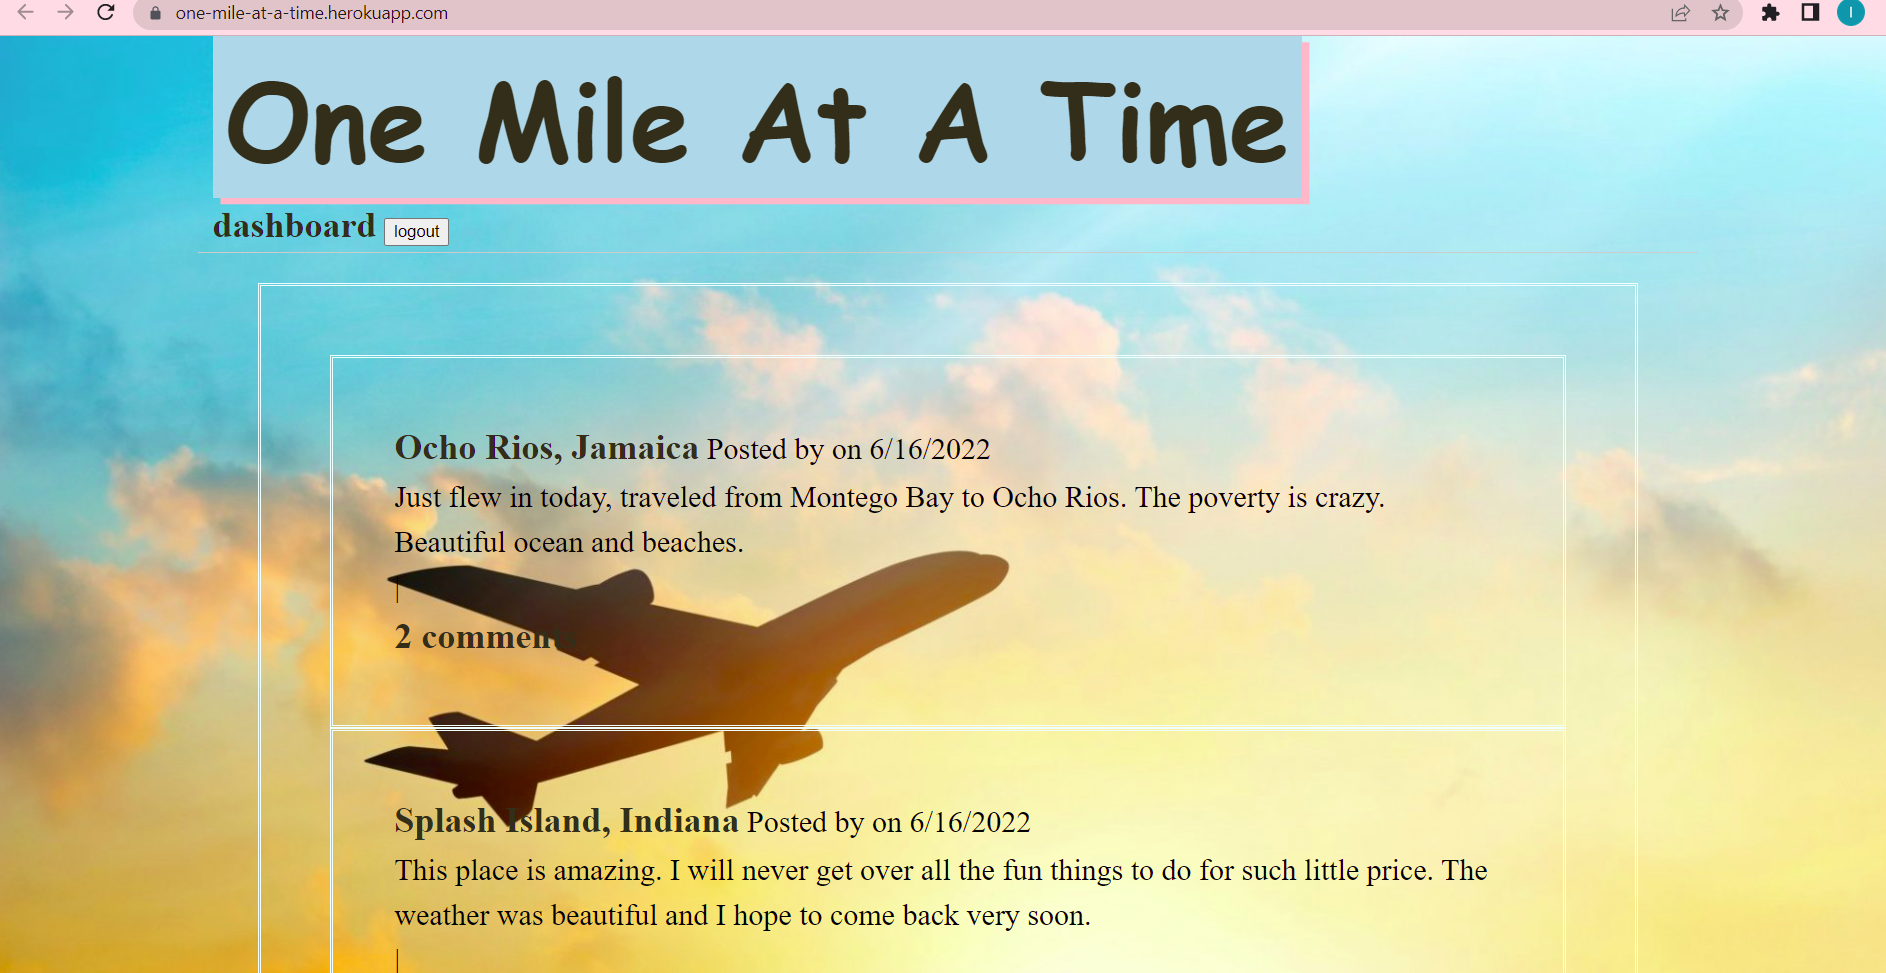 one-mile-at-a-time.herokuapp.com
I
One Mile At A Time
dashboard logout
Ocho Rios, Jamaica Posted by on 6/16/2022
Just flew in today, traveled from Montego Bay to Ocho Rios. The poverty is crazy.
Beautiful ocean and beaches.
|
2 comments
Splash Island, Indiana Posted by on 6/16/2022
This place is amazing. I will never get over all the fun things to do for such little price. The
weather was beautiful and I hope to come back very soon.
|